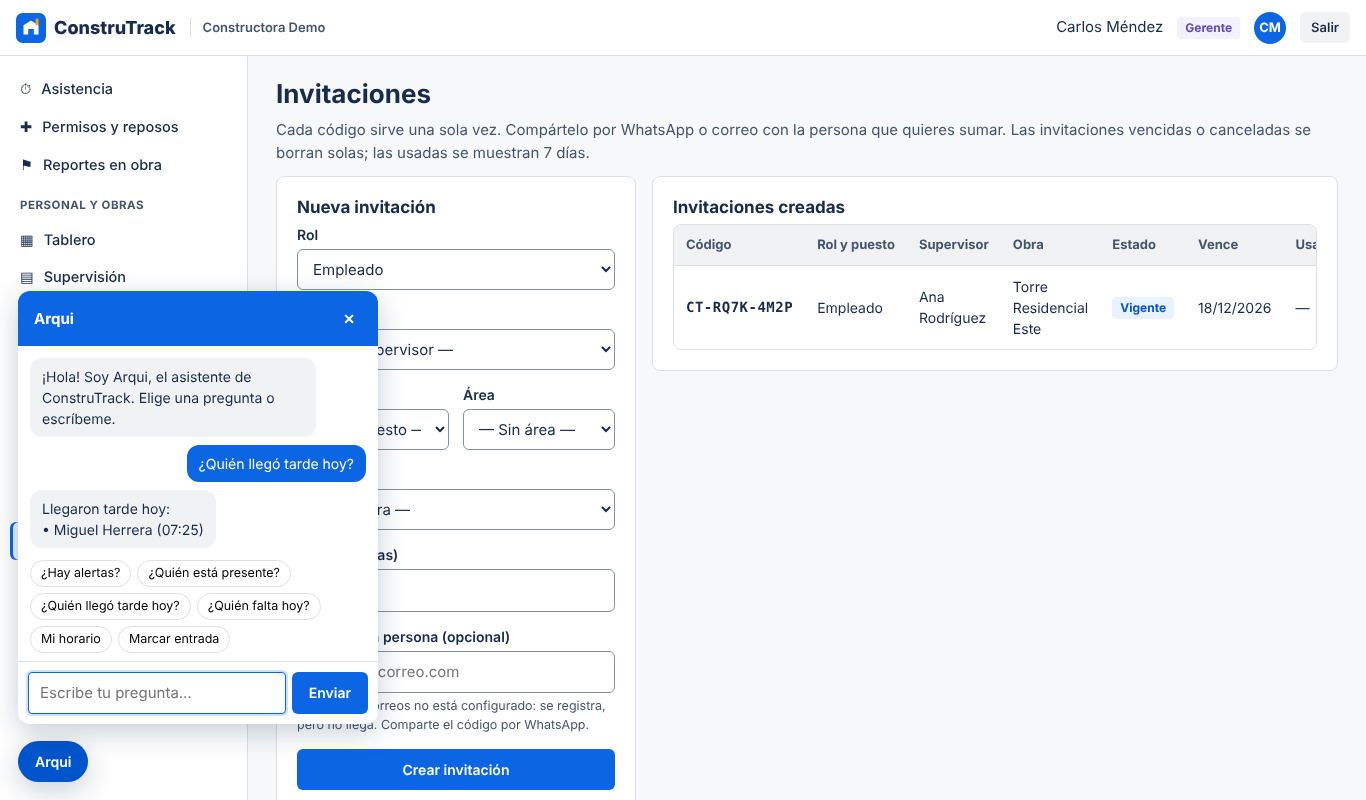 ConstruTrack
Constructora Demo
Carlos Méndez
Gerente
CM
Salir
Asistencia
Permisos y reposos
Reportes en obra
PERSONAL Y OBRAS
Tablero
Supervisión
Invitaciones
Cada código sirve una sola vez. Compártelo por WhatsApp o correo con la persona que quieres sumar. Las invitaciones vencidas o canceladas se
borran solas; las usadas se muestran 7 días.
Nueva invitación
Rol
Empleado
pervisor —
Área
esto —
— Sin área —
ra —
as)
persona (opcional)
correo.com
rreos no está configurado: se registra,
pero no llega. Comparte el código por WhatsApp.
Crear invitación
Invitaciones creadas
Código Rol y puesto Supervisor Obra Estado Vence Usa
CT-RQ7K-4M2P Empleado Ana Rodríguez Torre Residencial Este Vigente 18/12/2026 —
Arqui ×
¡Hola! Soy Arqui, el asistente de
ConstruTrack. Elige una pregunta o
escríbeme.
¿Quién llegó tarde hoy?
Llegaron tarde hoy:
• Miguel Herrera (07:25)
¿Hay alertas? ¿Quién está presente?
¿Quién llegó tarde hoy? ¿Quién falta hoy?
Mi horario Marcar entrada
Escribe tu pregunta...
Enviar
Arqui